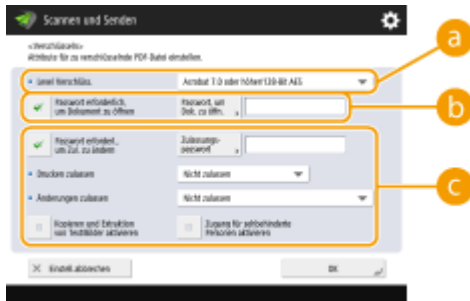 Scannen und Senden
<Verschlüsseln>
Attribute für zu verschlüsselnde PDF-Datei einstellen.
Level Verschlüss.
Acrobat 7.0 oder höher/128-Bit AES
a
Passwort erforderlich,
um Dokument zu öffnen
Passwort, um
Dok. zu öffn.
b
Passwort erforderl.,
um Zul. zu ändern
Zulassungs-
passwort
Drucken zulassen
Nicht zulassen
Änderungen zulassen
Nicht zulassen
c
Kopieren und Extraktion
von Text/Bilder aktivieren
Zugang für sehbehinderte
Personen aktivieren
Einstell. abbrechen
OK